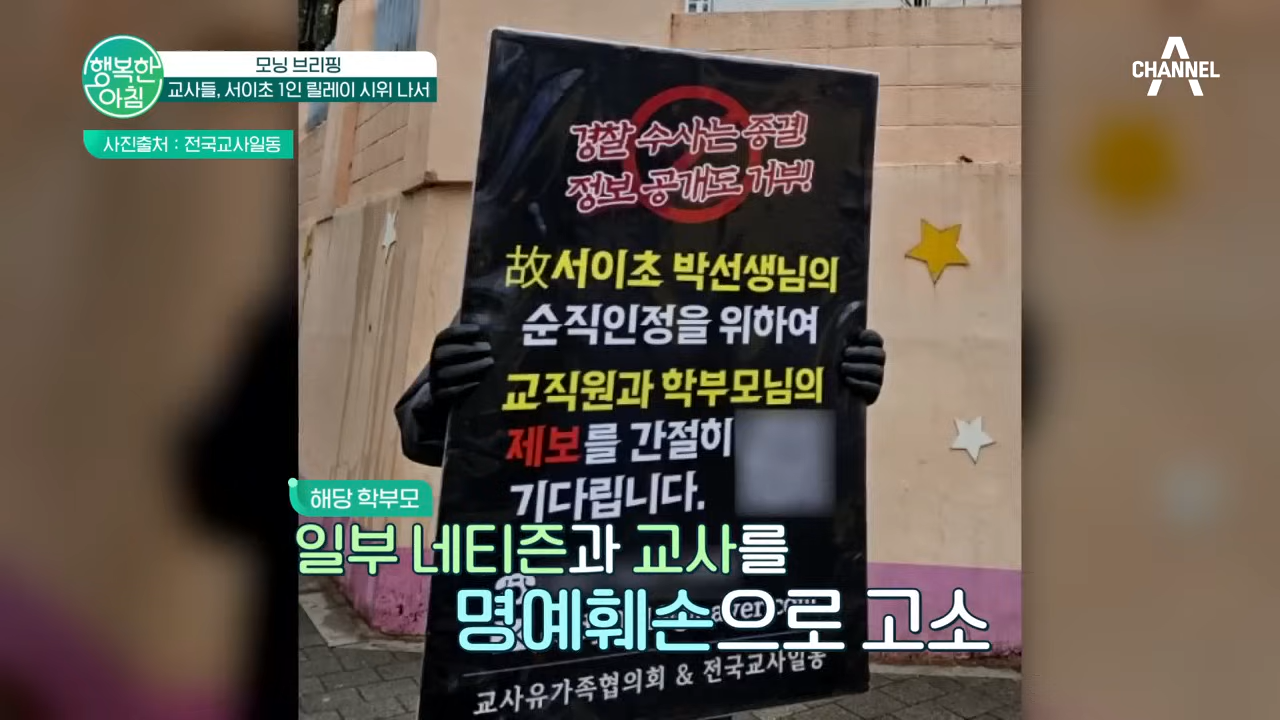 행복한
아침
모닝 브리핑
교사들, 서이초 1인 릴레이 시위 나서
사진출처 : 전국교사일동
CHANNEL A
경찰 수사는 종결!
정보 공개도 거부!
故서이초 박선생님의
순직인정을 위하여
교직원과 학부모님의
제보를 간절히
기다립니다.
해당 학부모
일부 네티즌과 교사를
명예훼손으로 고소
교사유가족협의회 & 전국교사일동